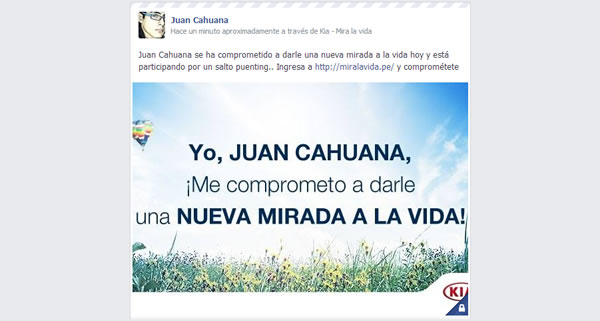 Juan Cahuana
Hace un minuto aproximadamente a través de Kia - Mira la vida
Juan Cahuana se ha comprometido a darle una nueva mirada a la vida hoy y está
participando por un salto puenting.. Ingresa a http://miralavida.pe/ y comprométete
Yo, JUAN CAHUANA,
¡Me comprometo a darle
una NUEVA MIRADA A LA VIDA!